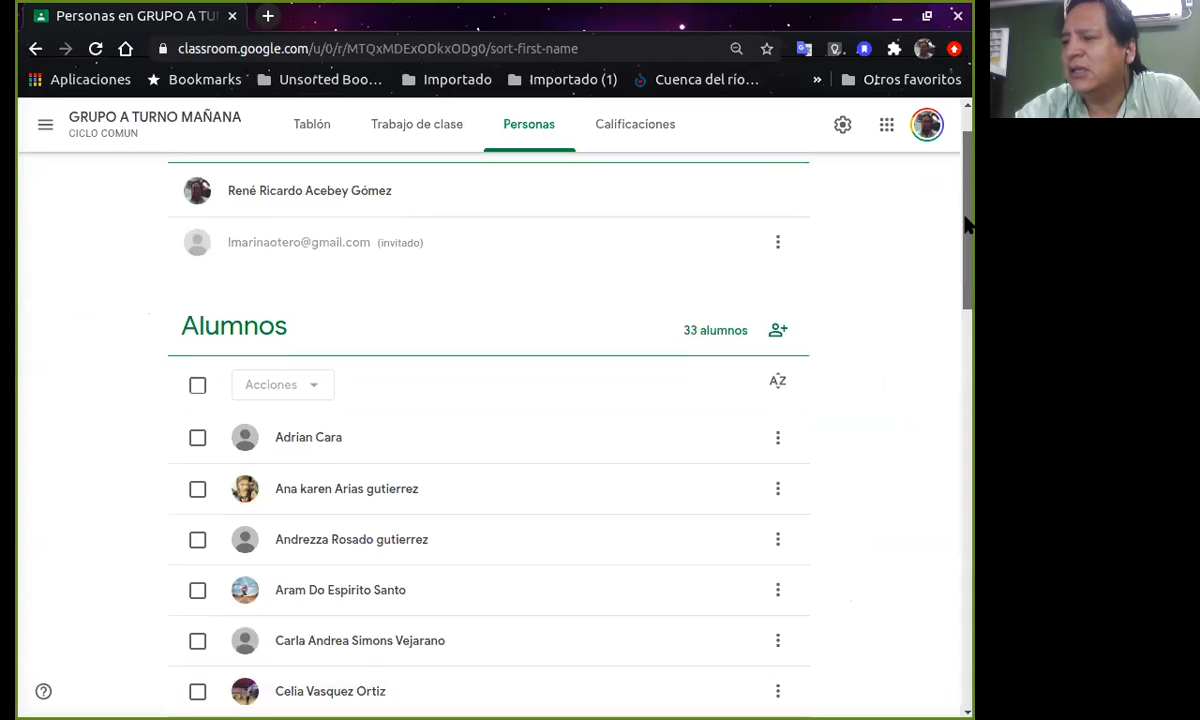 Personas en GRUPO A TU
classroom.google.com/u/0/r/MTQxMDExODkxODg0/sort-first-name
Aplicaciones Bookmarks Unsorted Boo... Importado Importado (1) Cuenca del río... » Otros favoritos
GRUPO A TURNO MAÑANA
CICLO COMUN
Tablón Trabajo de clase Personas Calificaciones
René Ricardo Acebey Gómez
lmarinaotero@gmail.com (invitado)
Alumnos 33 alumnos
Acciones AZ
Adrian Cara
Ana karen Arias gutierrez
Andrezza Rosado gutierrez
Aram Do Espirito Santo
Carla Andrea Simons Vejarano
Celia Vasquez Ortiz